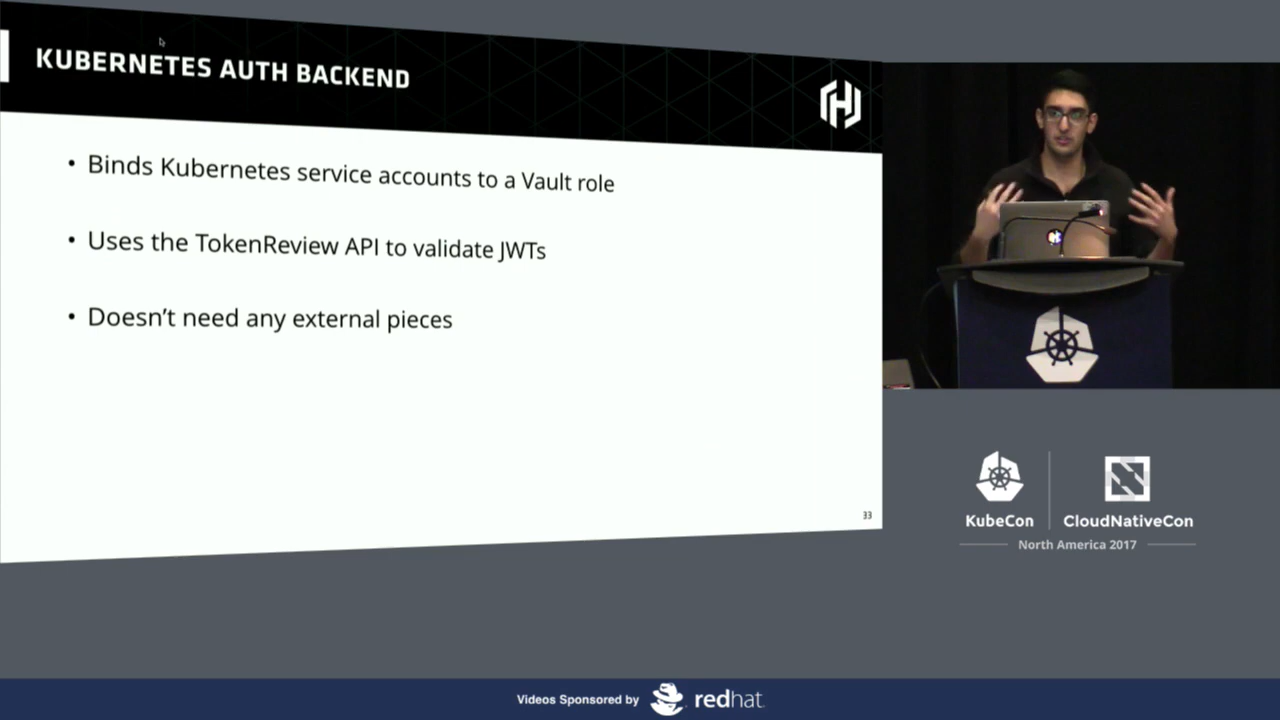 KUBERNETES AUTH BACKEND
• Binds Kubernetes service accounts to a Vault role
• Uses the TokenReview API to validate JWTs
• Doesn’t need any external pieces
33
KubeCon
CloudNativeCon
North America 2017
Videos Sponsored by
redhat.